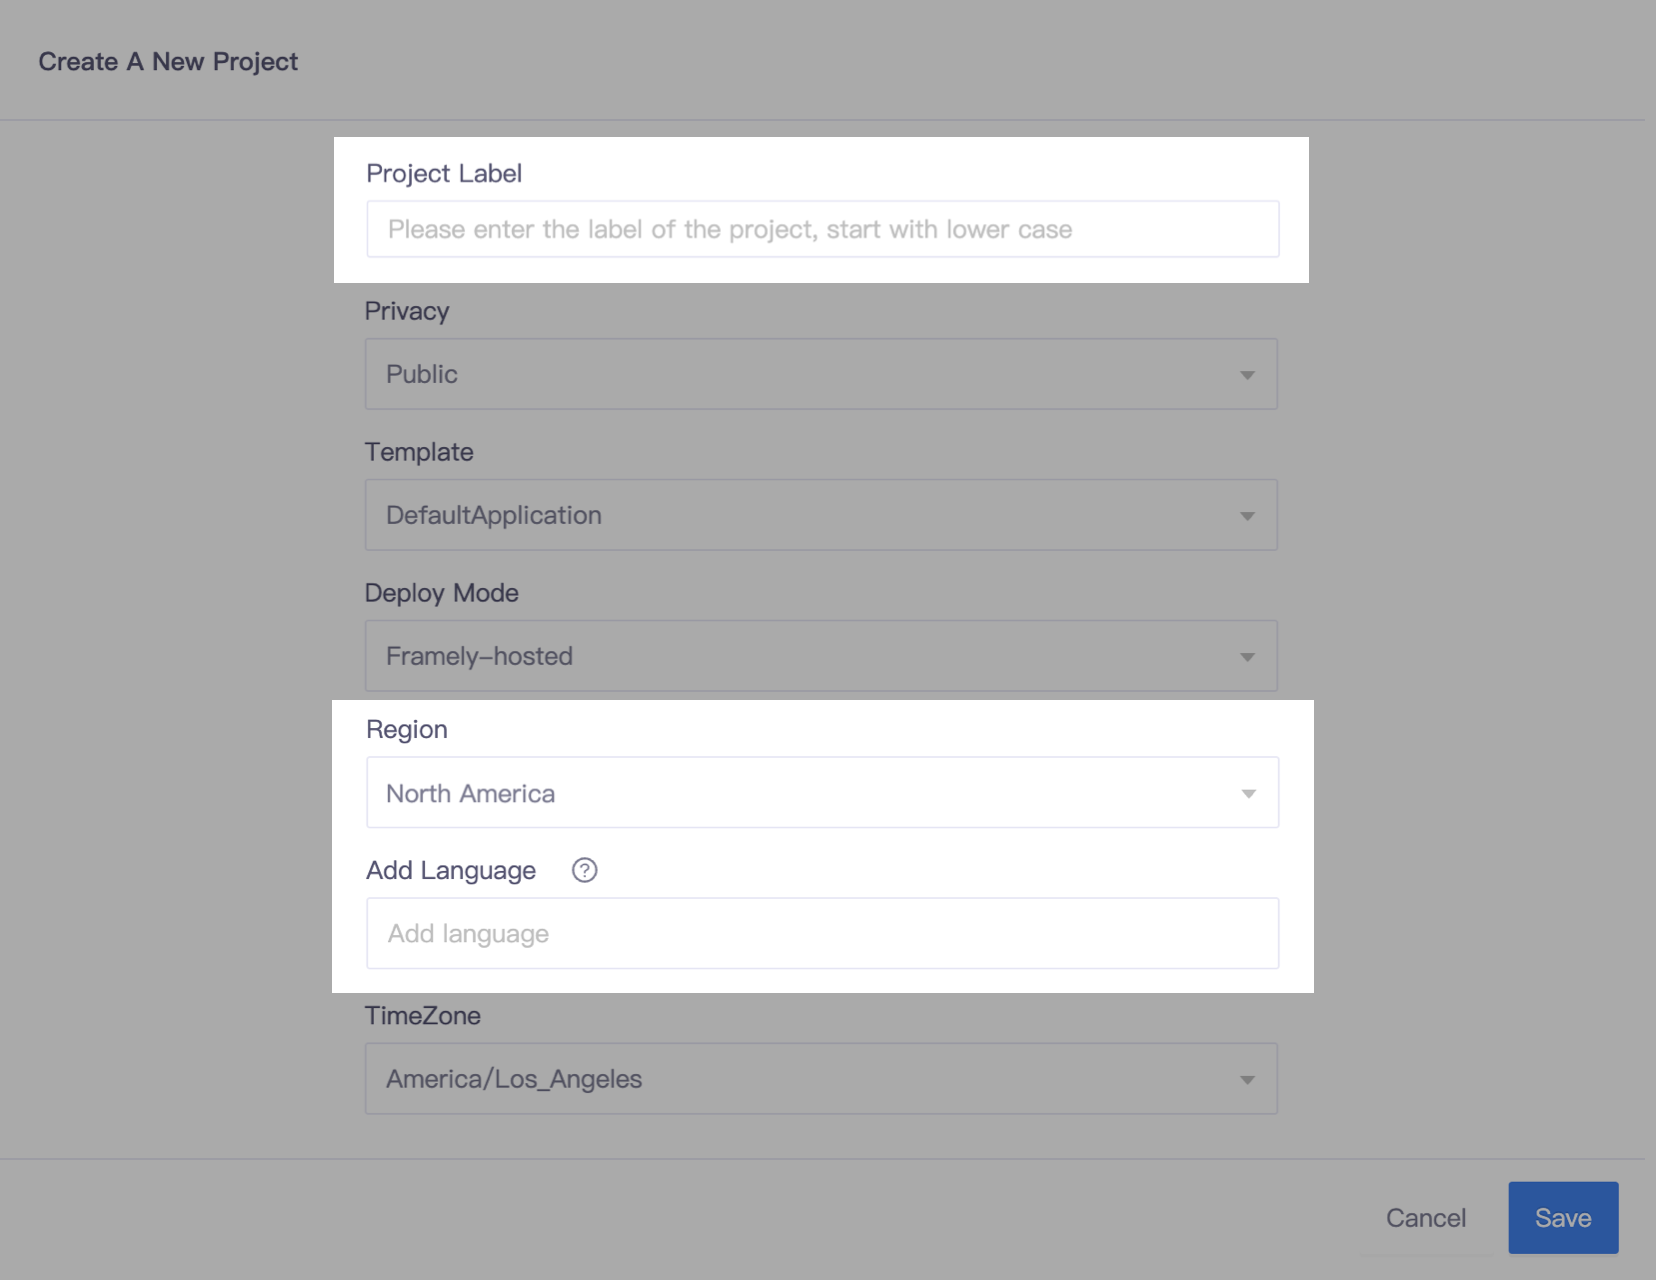 Create A New Project
Project Label
Please enter the label of the project, start with lower case
Privacy
Public
Template
DefaultApplication
Deploy Mode
Framely-hosted
Region
North America
Add Language ?
Add language
TimeZone
America/Los_Angeles
Cancel Save